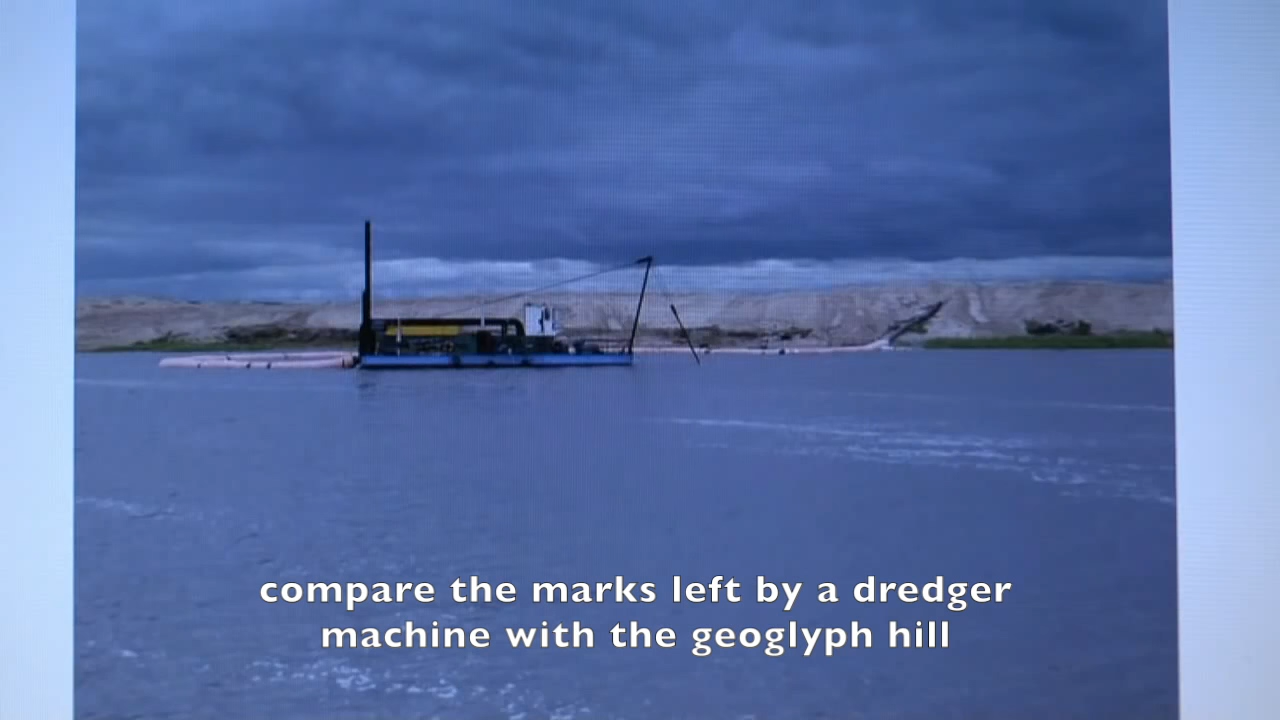 compare the marks left by a dredger
machine with the geoglyph hill